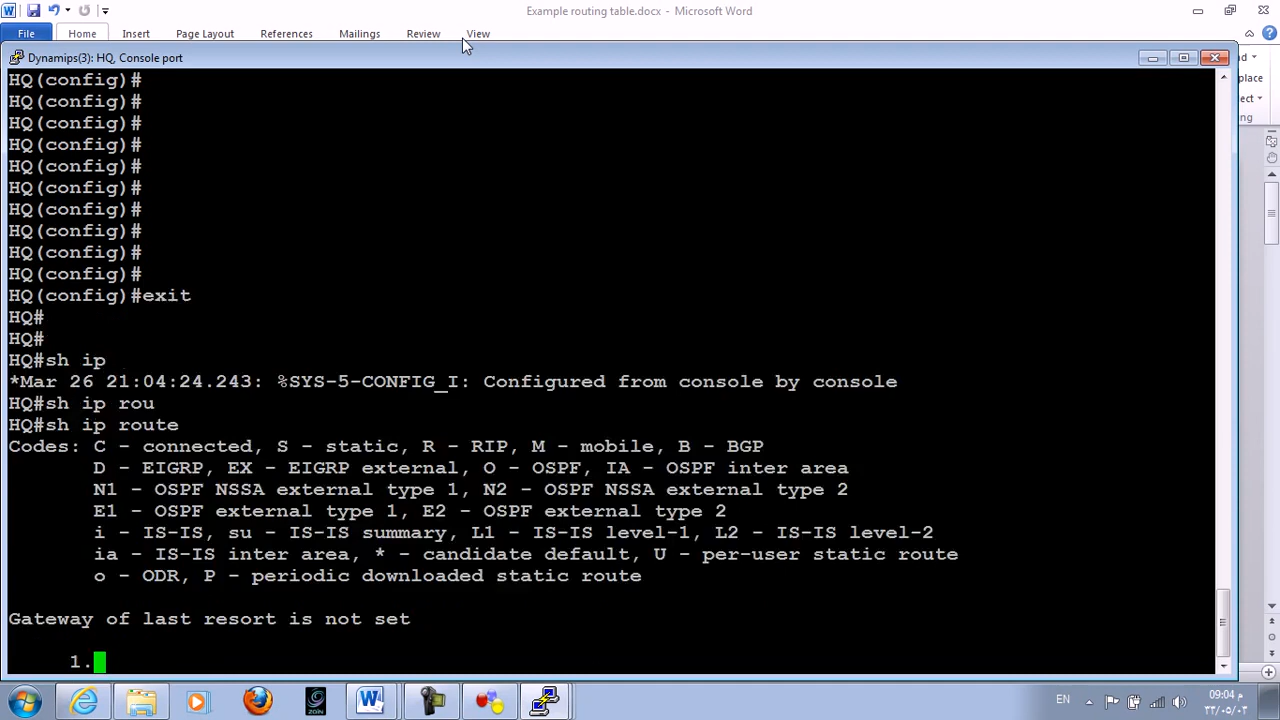 Example routing table.docx - Microsoft Word
File Home Insert Page Layout References Mailings Review View
Dynamips(3): HQ, Console port
HQ(config)#
HQ(config)#
HQ(config)#
HQ(config)#
HQ(config)#
HQ(config)#
HQ(config)#
HQ(config)#
HQ(config)#
HQ(config)#
HQ(config)#exit
HQ#
HQ#
HQ#sh ip
*Mar 26 21:04:24.243: %SYS-5-CONFIG_I: Configured from console by console
HQ#sh ip rou
HQ#sh ip route
Codes: C - connected, S - static, R - RIP, M - mobile, B - BGP
D - EIGRP, EX - EIGRP external, O - OSPF, IA - OSPF inter area
N1 - OSPF NSSA external type 1, N2 - OSPF NSSA external type 2
E1 - OSPF external type 1, E2 - OSPF external type 2
i - IS-IS, su - IS-IS summary, L1 - IS-IS level-1, L2 - IS-IS level-2
ia - IS-IS inter area, * - candidate default, U - per-user static route
o - ODR, P - periodic downloaded static route
Gateway of last resort is not set
1.
d
place
ect
ng
EN
09:04 م